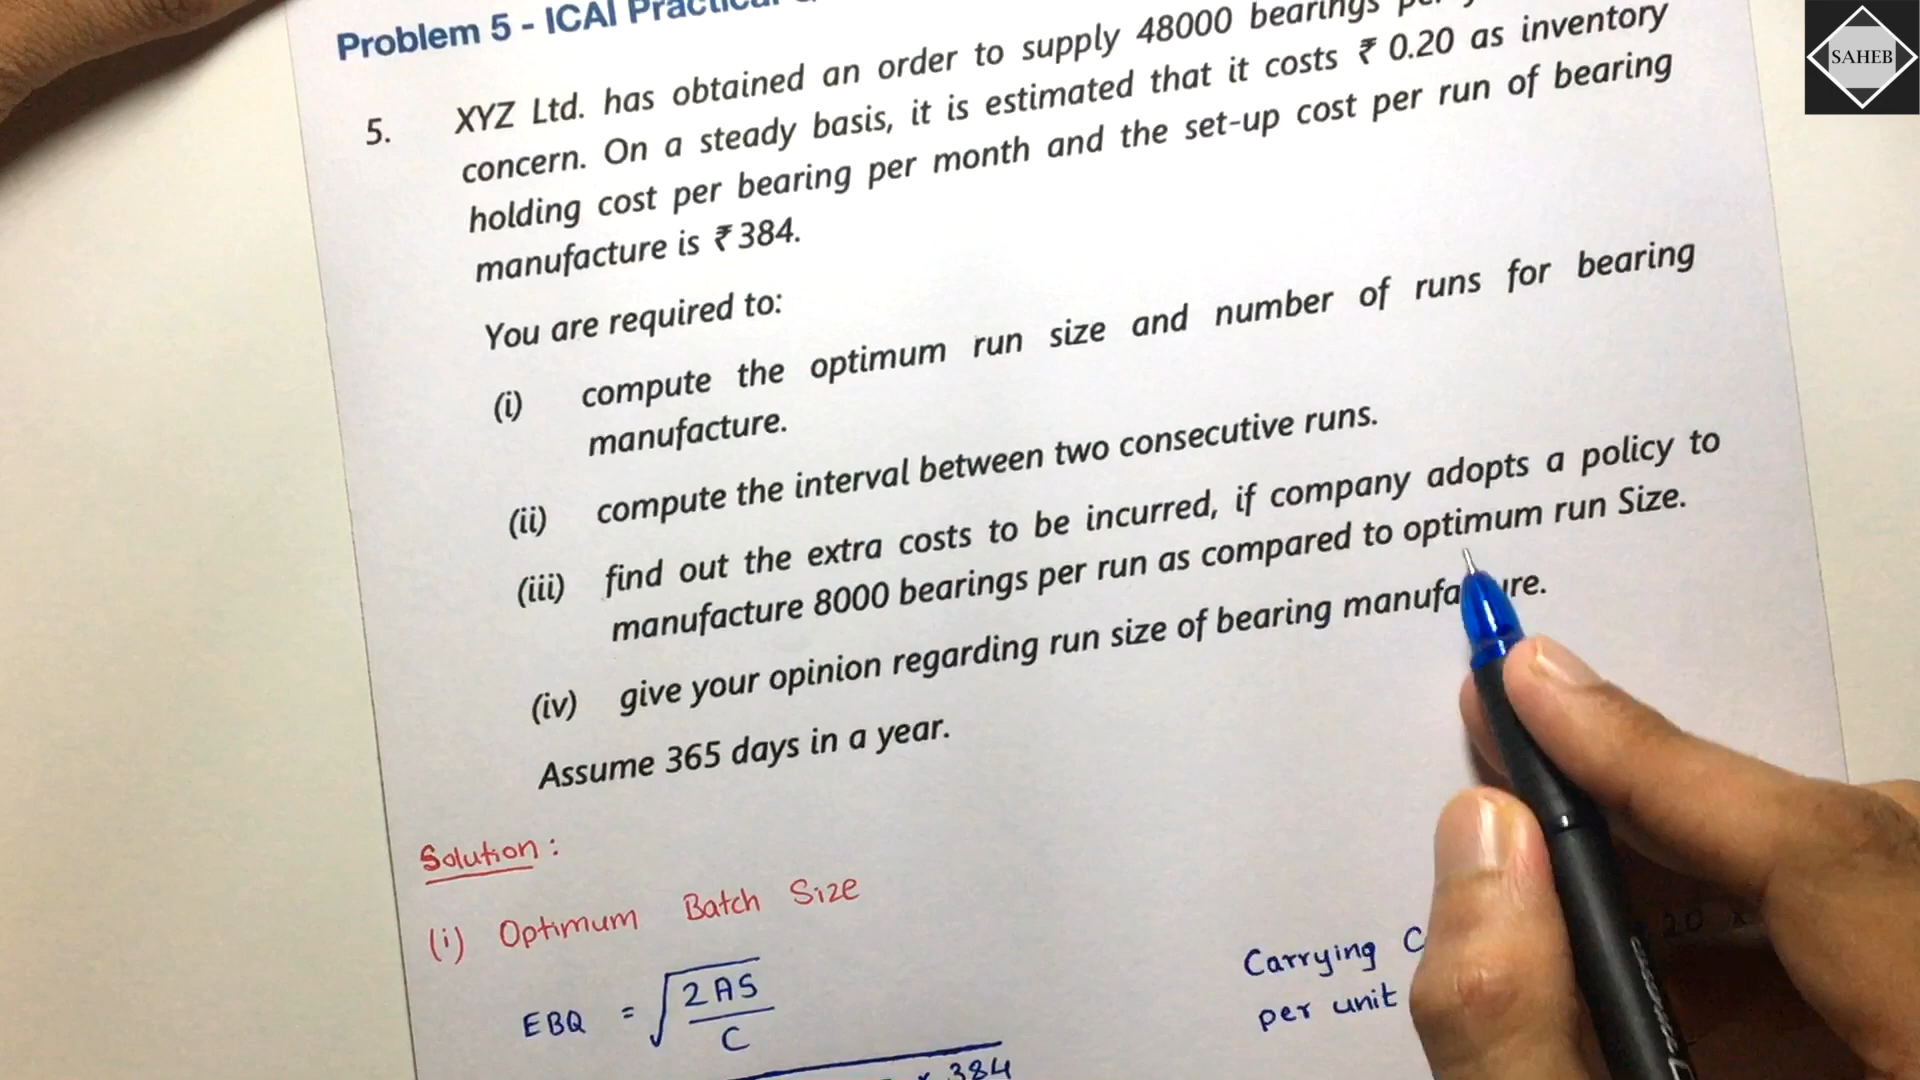 Problem 5 - ICAI
SAHEB
5. XYZ Ltd. has obtained an order to supply 48000 bearings
concern. On a steady basis, it is estimated that it costs ₹ 0.20 as inventory
holding cost per bearing per month and the set-up cost per run of bearing
manufacture is ₹ 384.
You are required to:
(i) compute the optimum run size and number of runs for bearing
manufacture.
(ii) compute the interval between two consecutive runs.
(iii) find out the extra costs to be incurred, if company adopts a policy to
manufacture 8000 bearings per run as compared to optimum run Size.
(iv) give your opinion regarding run size of bearing
Assume 365 days in a year.
Solution :
(i) Optimum Batch Size
EBQ = √2AS
C
Carrying C
per unit
20 x
x 384